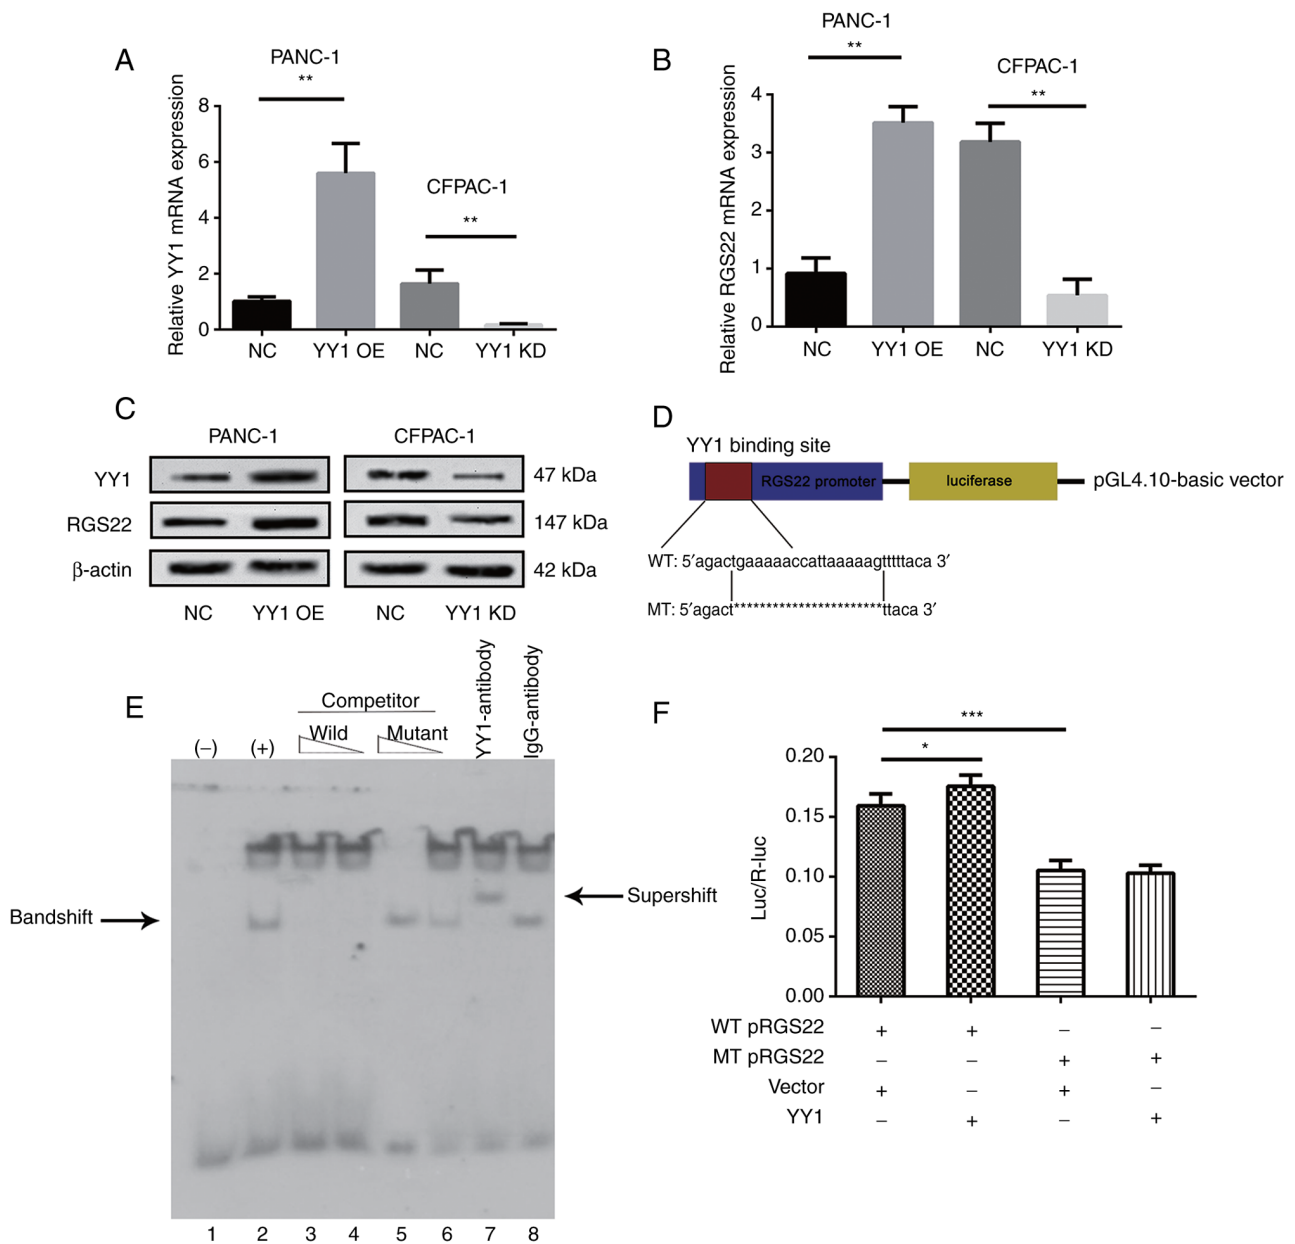 A
PANC-1
**
CFPAC-1
**
Relative YY1 mRNA expression
8
6
4
2
0
NC
YY1 OE
NC
YY1 KD
B
PANC-1
**
CFPAC-1
**
Relative RGS22 mRNA expression
4
3
2
1
0
NC
YY1 OE
NC
YY1 KD
C
PANC-1
CFPAC-1
YY1
47 kDa
RGS22
147 kDa
β-actin
42 kDa
NC
YY1 OE
NC
YY1 KD
D
YY1 binding site
RGS22 promoter
luciferase
pGL4.10-basic vector
WT: 5′agactgaaaaaccattaaaaagtttttaca 3′
MT: 5′agact***********************ttaca 3′
E
Competitor
Wild
Mutant
(–)
(+)
YY1-antibody
IgG-antibody
Bandshift
Supershift
1
2
3
4
5
6
7
8
F
***
*
Luc/R-luc
0.20
0.15
0.10
0.05
0.00
WT pRGS22 + + – –
MT pRGS22 – – + +
Vector + – + –
YY1 – + – +